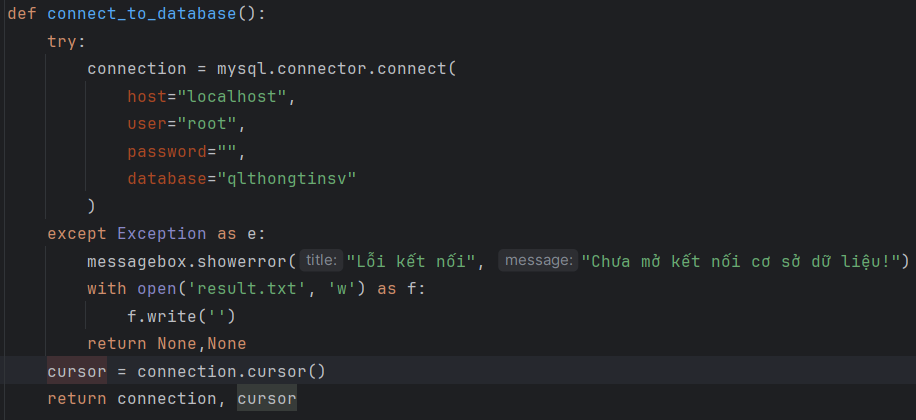 def connect_to_database():
    try:
        connection = mysql.connector.connect(
            host="localhost",
            user="root",
            password="",
            database="qlthongtinsv"
        )
    except Exception as e:
        messagebox.showerror( title: "Lỗi kết nối", message: "Chưa mở kết nối cơ sở dữ liệu!")
        with open('result.txt', 'w') as f:
            f.write('')
        return None,None
    cursor = connection.cursor()
    return connection, cursor